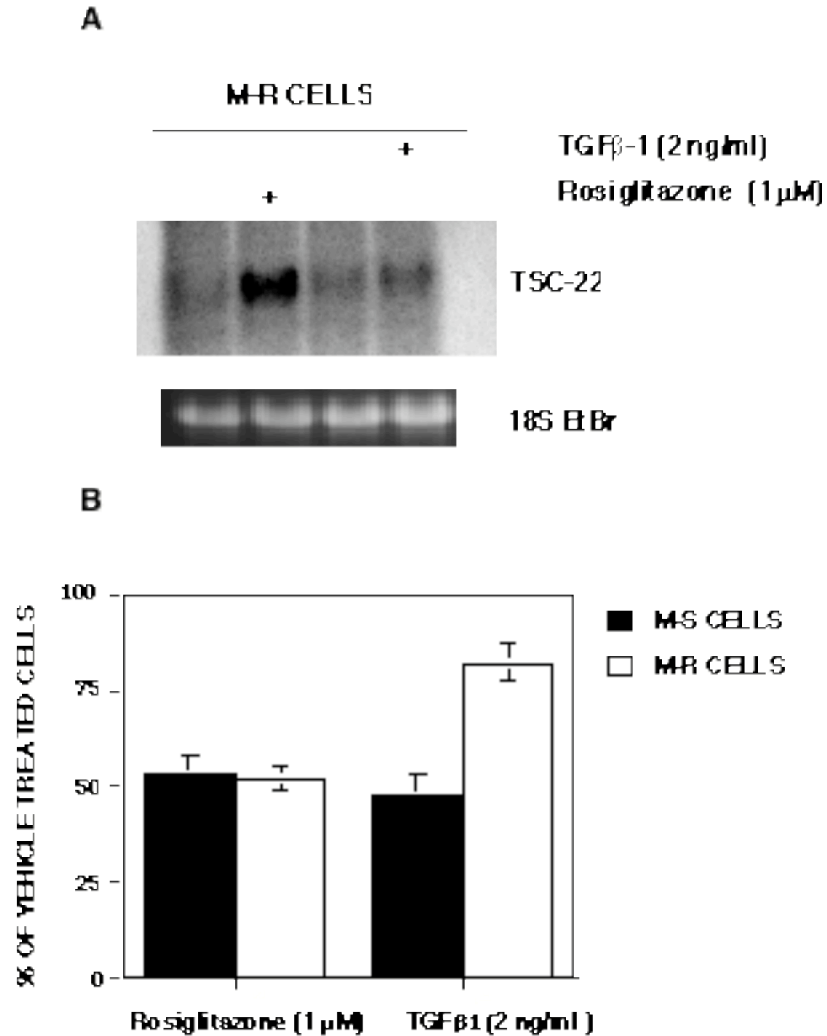 A
M-R CELLS
+ TGFβ-1 (2 ng/ml)
+ Rosiglitazone (1 µM)
TSC-22
18S EtBr
B
100
75
50
25
0
% OF VEHICLE TREATED CELLS
M-S CELLS
M-R CELLS
Rosiglitazone (1 µM) TGFβ1 (2 ng/ml)